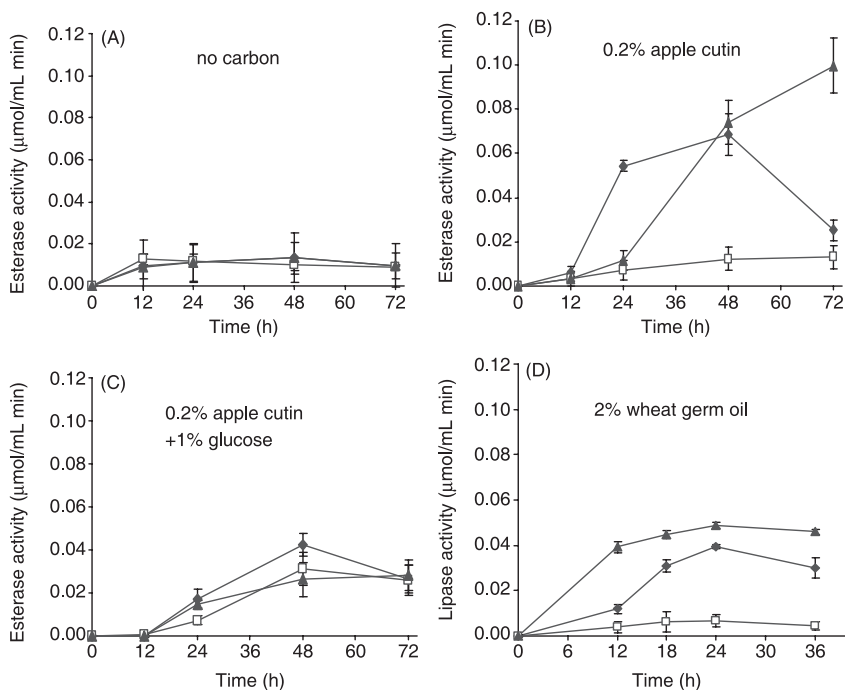 (A)
no carbon
Esterase activity (μmol/mL min)
0.12
0.10
0.08
0.06
0.04
0.02
0.00
0 12 24 36 48 60 72
Time (h)
(B)
0.2% apple cutin
Esterase activity (μmol/mL min)
0.12
0.10
0.08
0.06
0.04
0.02
0.00
0 12 24 36 48 60 72
Time (h)
(C)
0.2% apple cutin
+1% glucose
Esterase activity (μmol/mL min)
0.12
0.10
0.08
0.06
0.04
0.02
0.00
0 12 24 36 48 60 72
Time (h)
(D)
2% wheat germ oil
Lipase activity (μmol/mL min)
0.12
0.10
0.08
0.06
0.04
0.02
0.00
0 6 12 18 24 30 36
Time (h)